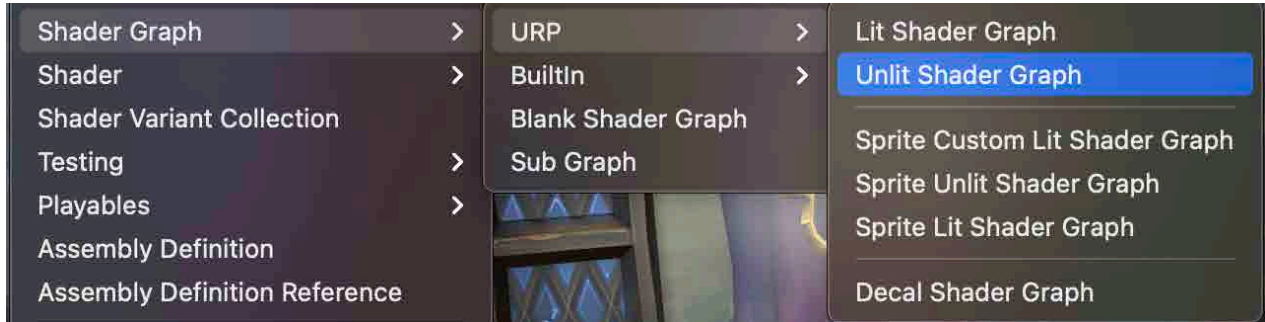 Shader Graph
Shader
Shader Variant Collection
Testing
Playables
Assembly Definition
Assembly Definition Reference
URP
BuiltIn
Blank Shader Graph
Sub Graph
Lit Shader Graph
Unlit Shader Graph
Sprite Custom Lit Shader Graph
Sprite Unlit Shader Graph
Sprite Lit Shader Graph
Decal Shader Graph